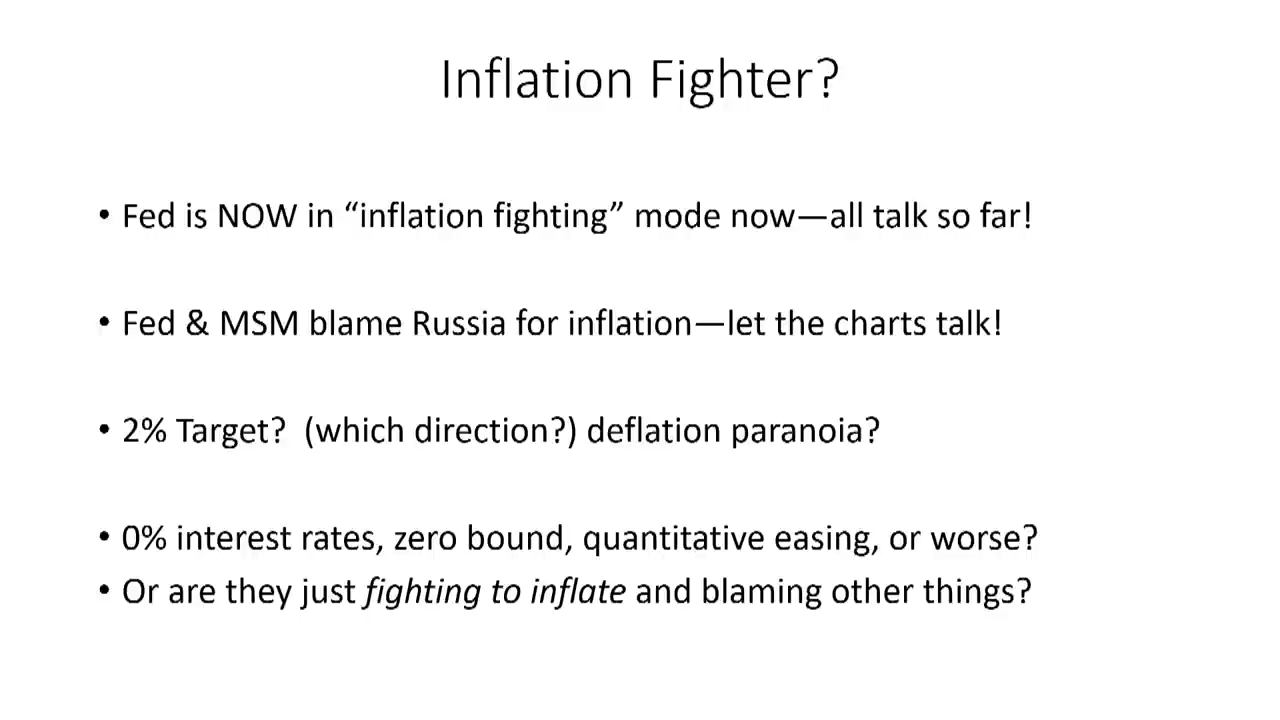 Inflation Fighter?
• Fed is NOW in “inflation fighting” mode now—all talk so far!
• Fed & MSM blame Russia for inflation—let the charts talk!
• 2% Target?  (which direction?) deflation paranoia?
• 0% interest rates, zero bound, quantitative easing, or worse?
• Or are they just fighting to inflate and blaming other things?